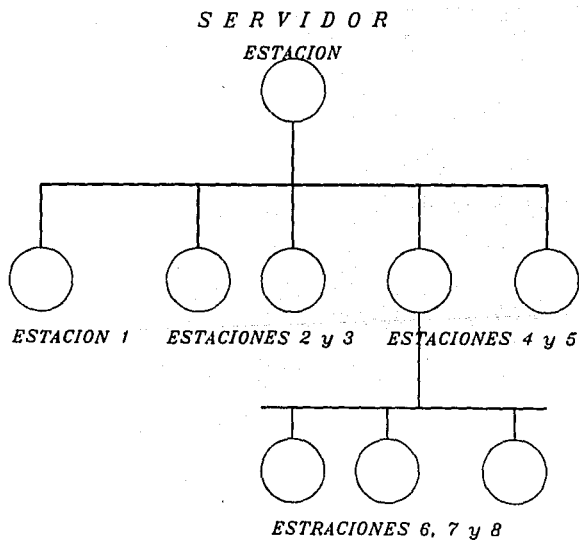 S E R V I D O R
ESTACION
ESTACION 1 ESTACIONES 2 y 3 ESTACIONES 4 y 5
ESTRACIONES 6, 7 y 8